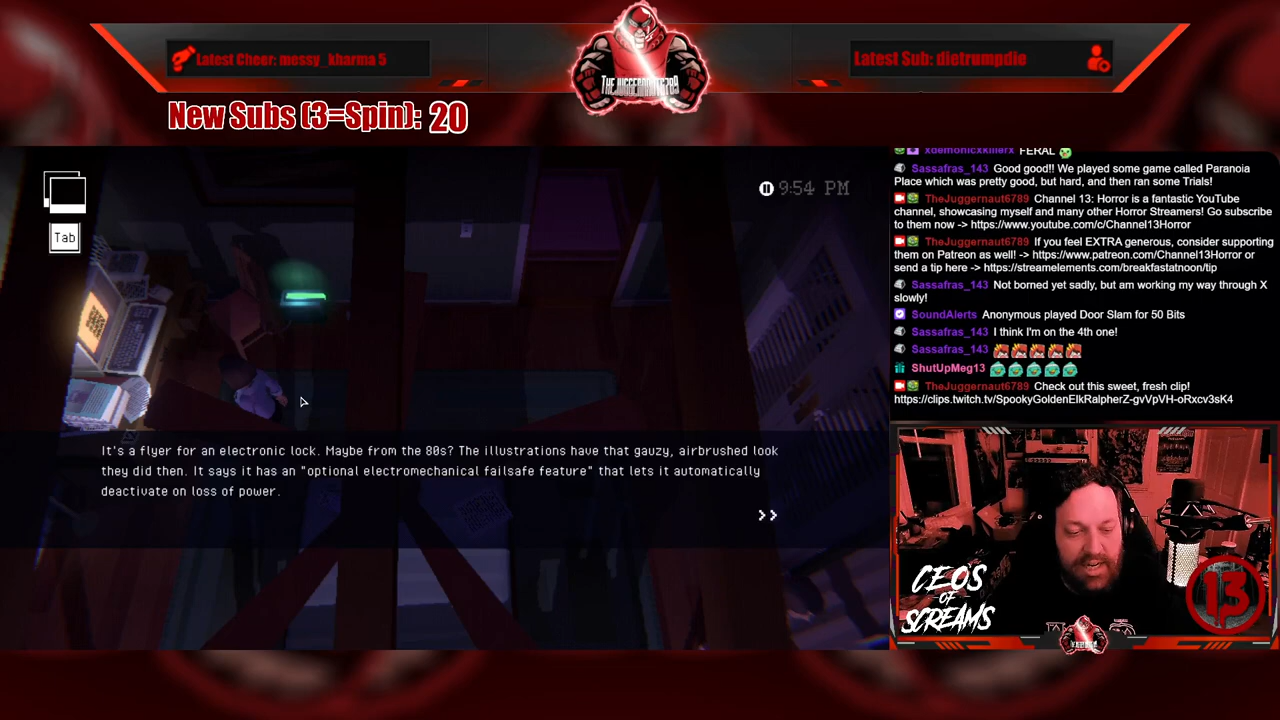 Latest Cheer: messy_kharma 5
THEJUGGERNAUT6789
Latest Sub: dietrumpdie
New Subs (3=Spin): 20
9:54 PM
Tab
It's a flyer for an electronic lock. Maybe from the 80s? The illustrations have that gauzy, airbrushed look
they did then. It says it has an "optional electromechanical failsafe feature" that lets it automatically
deactivate on loss of power.
>>
xdemonicxkillerx FERAL
Sassafras_143 Good good!! We played some game called Paranoia
Place which was pretty good, but hard, and then ran some Trials!
TheJuggernaut6789 Channel 13: Horror is a fantastic YouTube
channel, showcasing myself and many other Horror Streamers! Go subscribe
to them now -> https://www.youtube.com/c/Channel13Horror
TheJuggernaut6789 If you feel EXTRA generous, consider supporting
them on Patreon as well! -> https://www.patreon.com/Channel13Horror or
send a tip here -> https://streamelements.com/breakfastatnoon/tip
Sassafras_143 Not borned yet sadly, but am working my way through X
slowly!
SoundAlerts Anonymous played Door Slam for 50 Bits
Sassafras_143 I think I'm on the 4th one!
Sassafras_143
ShutUpMeg13
TheJuggernaut6789 Check out this sweet, fresh clip!
https://clips.twitch.tv/SpookyGoldenElkRalpherZ-gvVpVH-oRxcv3sK4
CEOS
OF
SCREAMS
13